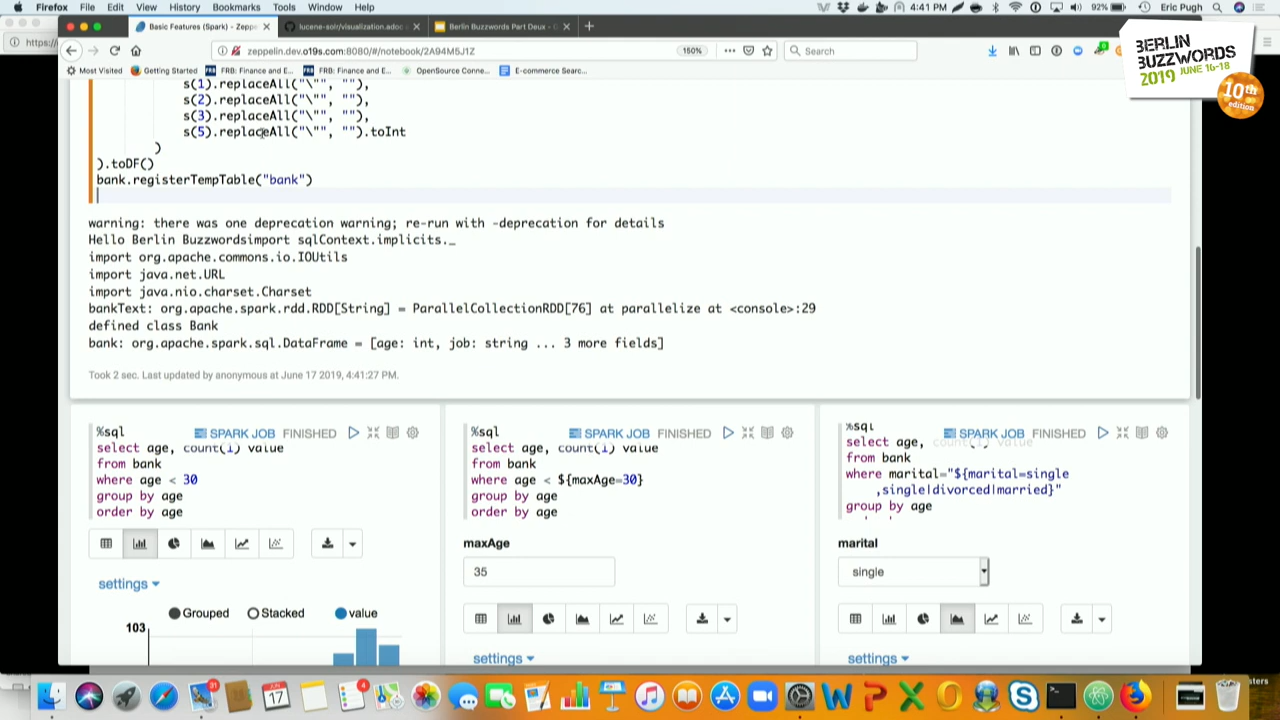 Firefox File Edit View History Bookmarks Tools Window Help
4:41 PM 92% Eric Pugh
Basic Features (Spark) - Zepp
lucene-solr/visualization.adoc
Berlin Buzzwords Part Deux -
https:/
zeppelin.dev.o19s.com:8080/#/notebook/2A94M5J1Z
150%
Search
Most Visited Getting Started FRB: Finance and E... FRB: Finance and E... OpenSource Conne... E-commerce Searc...
BERLIN
BUZZWORDS
2019 JUNE 16-18
10th
edition
s(1).replaceAll("\"", ""),
s(2).replaceAll("\"", ""),
s(3).replaceAll("\"", ""),
s(5).replaceAll("\"", "").toInt
)
).toDF()
bank.registerTempTable("bank")
warning: there was one deprecation warning; re-run with -deprecation for details
Hello Berlin Buzzwordsimport sqlContext.implicits._
import org.apache.commons.io.IOUtils
import java.net.URL
import java.nio.charset.Charset
bankText: org.apache.spark.rdd.RDD[String] = ParallelCollectionRDD[76] at parallelize at <console>:29
defined class Bank
bank: org.apache.spark.sql.DataFrame = [age: int, job: string ... 3 more fields]
Took 2 sec. Last updated by anonymous at June 17 2019, 4:41:27 PM.
%sql
SPARK JOB FINISHED
select age, count(1) value
from bank
where age < 30
group by age
order by age
settings
Grouped Stacked value
103
%sql
SPARK JOB FINISHED
select age, count(1) value
from bank
where age < ${maxAge=30}
group by age
order by age
maxAge
35
settings
%sql
SPARK JOB FINISHED
select age, count(1) value
from bank
where marital="${marital=single
,single|divorced|married}"
group by age
marital
single
settings
17